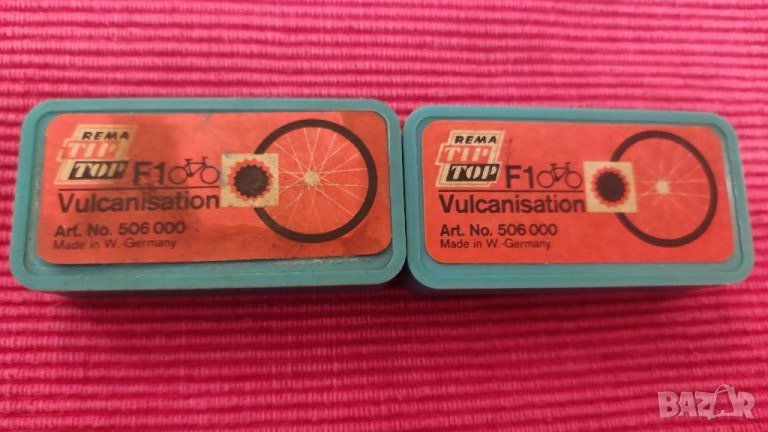 REMA
TIP
TOP
F1
Vulcanisation
Art. No. 506 000
Made in W.-Germany
REMA
TIP
TOP
F1
Vulcanisation
Art. No. 506 000
Made in W.-Germany
BAZAR